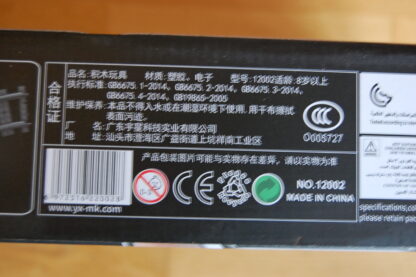 合格证
品名: 积木玩具 材质: 塑胶、电子 型号: 12002适龄: 8岁以上
执行标准: GB6675.1-2014, GB6675.2-2014, GB6675.3-2014,
GB6675.4-2014, GB19865-2005
维护保养: 本品不得入水或在潮湿环境下使用, 用干布擦拭
表面污迹。
厂名: 广东宇星科技实业有限公司
地址: 汕头市澄海区广益街道上坑祥南工业区
CCC
0005727
产品包装图片可能与实物存在差异, 请以实物为准。
www.yx-mk.com
0-3
CE
NO.12002
MADE IN CHINA
specifications, col
please retain